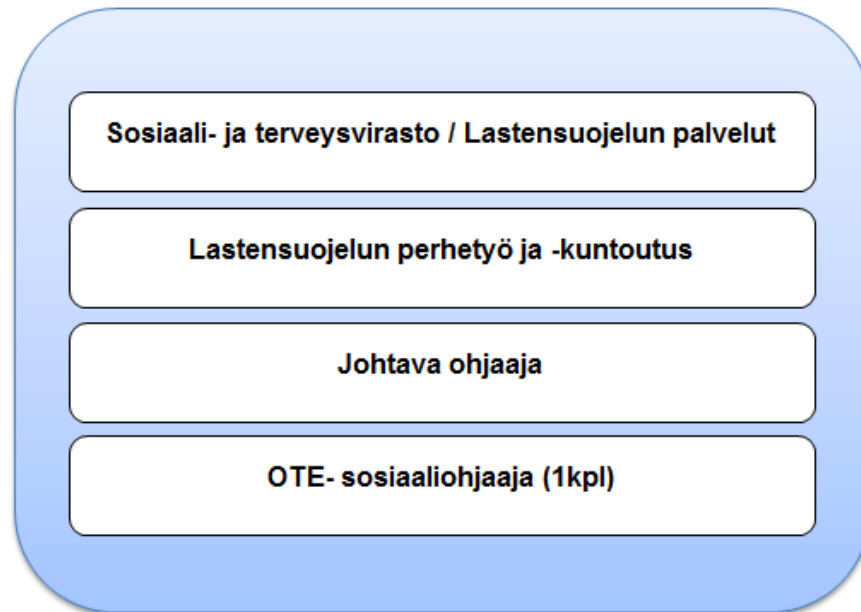 Sosiaali- ja terveysvirasto / Lastensuojelun palvelut
Lastensuojelun perhetyö ja -kuntoutus
Johtava ohjaaja
OTE- sosiaaliohjaaja (1kpl)